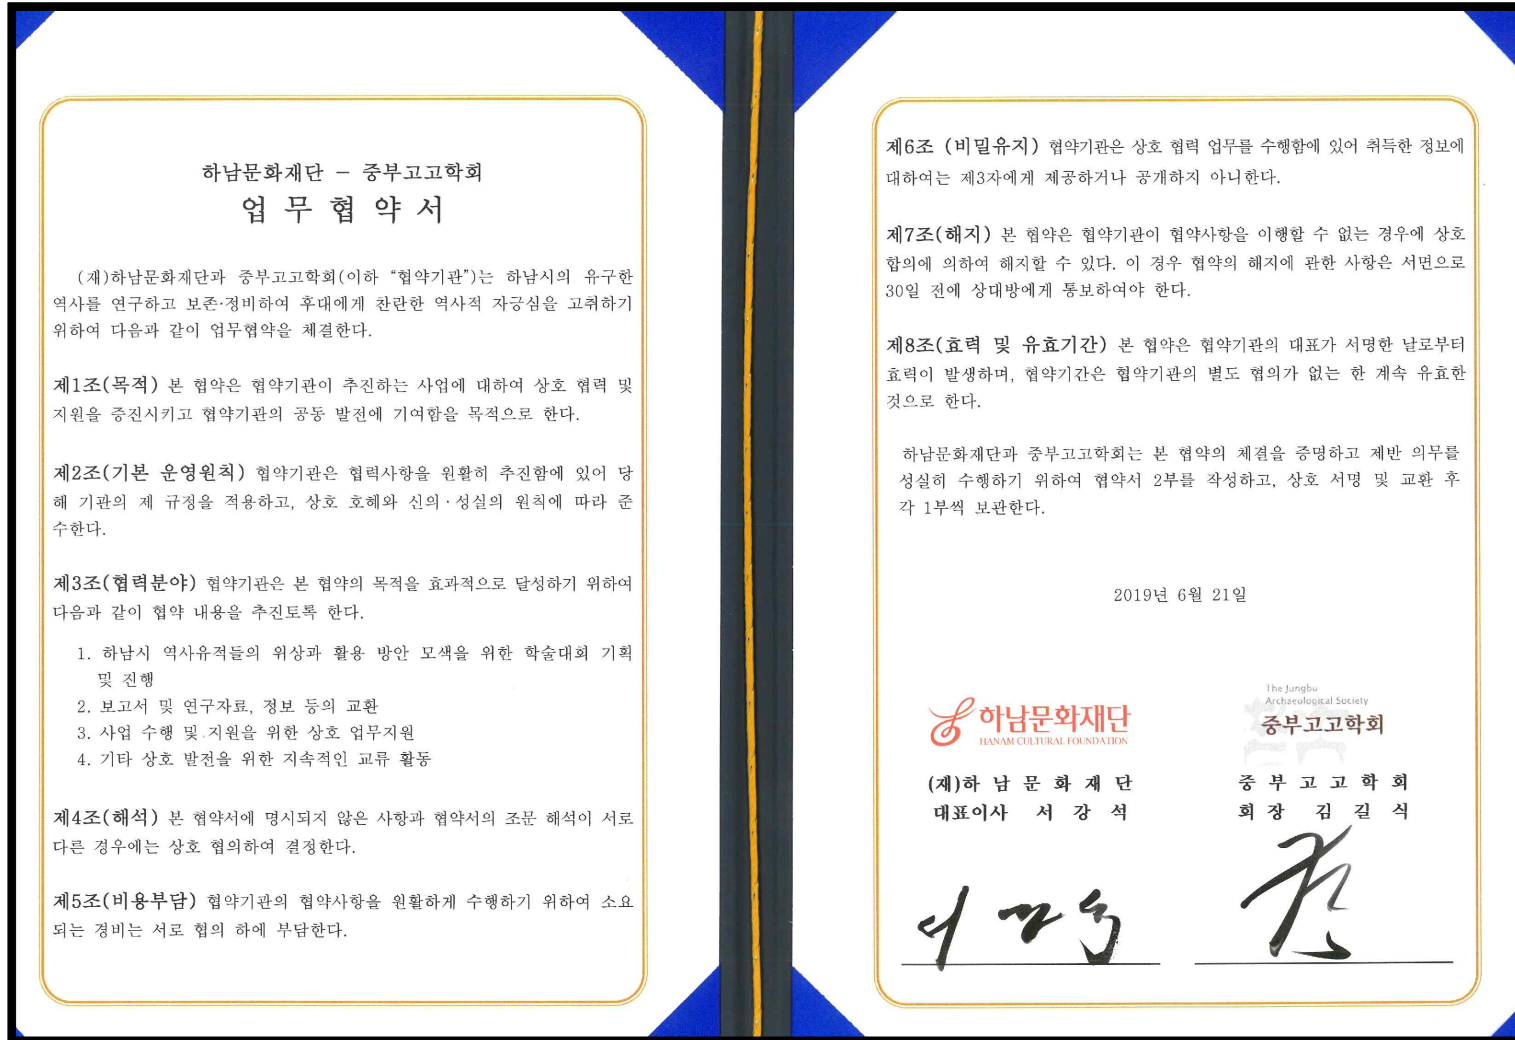 하남문화재단 – 중부고고학회
업 무 협 약 서
(재)하남문화재단과 중부고고학회(이하 “협약기관”)는 하남시의 유구한
역사를 연구하고 보존·정비하여 후대에게 찬란한 역사적 자긍심을 고취하기
위하여 다음과 같이 업무협약을 체결한다.
제1조(목적) 본 협약은 협약기관이 추진하는 사업에 대하여 상호 협력 및
지원을 증진시키고 협약기관의 공동 발전에 기여함을 목적으로 한다.
제2조(기본 운영원칙) 협약기관은 협력사항을 원활히 추진함에 있어 당
해 기관의 제 규정을 적용하고, 상호 호혜와 신의·성실의 원칙에 따라 준
수한다.
제3조(협력분야) 협약기관은 본 협약의 목적을 효과적으로 달성하기 위하여
다음과 같이 협약 내용을 추진토록 한다.
1. 하남시 역사유적들의 위상과 활용 방안 모색을 위한 학술대회 기획
및 진행
2. 보고서 및 연구자료, 정보 등의 교환
3. 사업 수행 및 지원을 위한 상호 업무지원
4. 기타 상호 발전을 위한 지속적인 교류 활동
제4조(해석) 본 협약서에 명시되지 않은 사항과 협약서의 조문 해석이 서로
다른 경우에는 상호 협의하여 결정한다.
제5조(비용부담) 협약기관의 협약사항을 원활하게 수행하기 위하여 소요
되는 경비는 서로 협의 하에 부담한다.
제6조 (비밀유지) 협약기관은 상호 협력 업무를 수행함에 있어 취득한 정보에
대하여는 제3자에게 제공하거나 공개하지 아니한다.
제7조(해지) 본 협약은 협약기관이 협약사항을 이행할 수 없는 경우에 상호
합의에 의하여 해지할 수 있다. 이 경우 협약의 해지에 관한 사항은 서면으로
30일 전에 상대방에게 통보하여야 한다.
제8조(효력 및 유효기간) 본 협약은 협약기관의 대표가 서명한 날로부터
효력이 발생하며, 협약기간은 협약기관의 별도 협의가 없는 한 계속 유효한
것으로 한다.
하남문화재단과 중부고고학회는 본 협약의 체결을 증명하고 제반 의무를
성실히 수행하기 위하여 협약서 2부를 작성하고, 상호 서명 및 교환 후
각 1부씩 보관한다.
2019년 6월 21일
하남문화재단
HANAM CULTURAL FOUNDATION
(재)하 남 문 화 재 단
대표이사 서 강 석
The Jungbu
Archaeological Society
중부고고학회
중 부 고 고 학 회
회 장 김 길 식